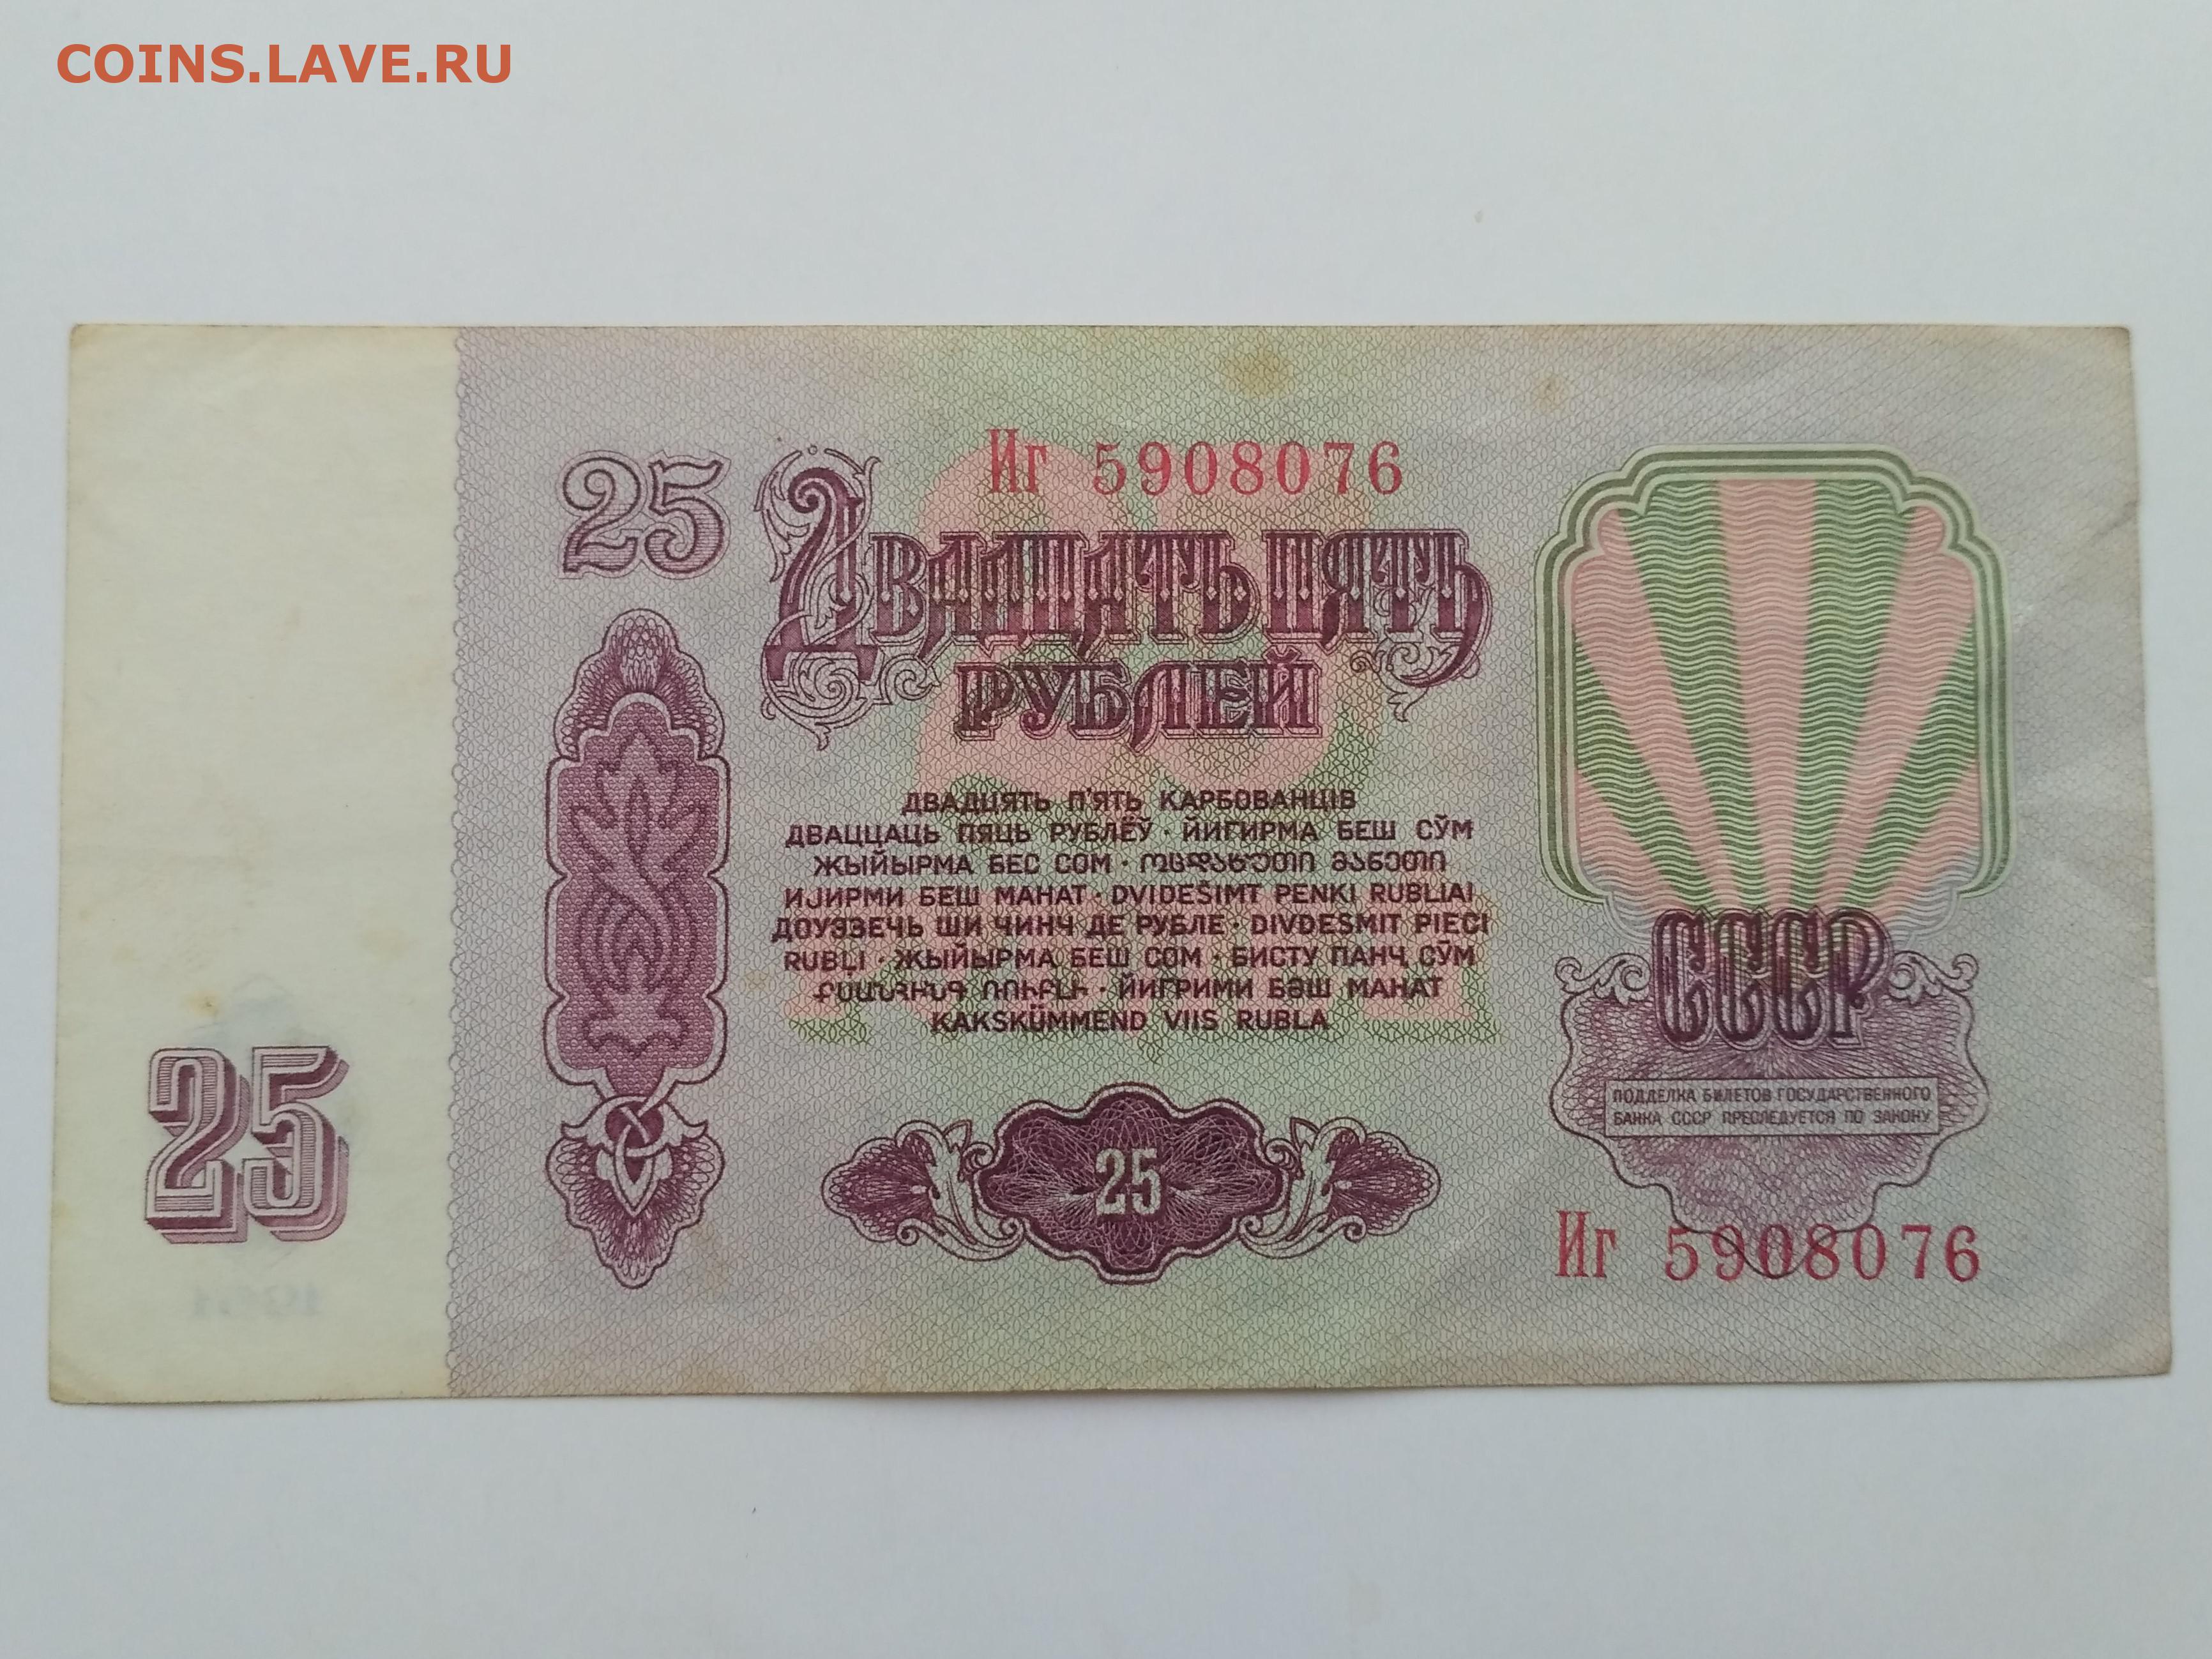 COINS.LAVE.RU
Иг 5908076
25
ДВАДЦАТЬ ПЯТЬ
РУБЛЕЙ
ДВАДЦЯТЬ П'ЯТЬ КАРБОВАНЦІВ
ДВАЦЦАЦЬ ПЯЦЬ РУБЛЁЎ · ЙИГИРМА БЕШ СЎМ
ЖЫЙЫРМА БЕС СОМ · ოცდახუთი მანეთი
ИЈИРМИ БЕШ МАНАТ · DVIDEŠIMT PENKI RUBLIAI
ДОУЭЗЕЧЬ ШИ ЧИНЧ ДЕ РУБЛЕ · DIVDESMIT PIECI
RUBĻI · ЖЫЙЫРМА БЕШ СОМ · БИСТУ ПАНҶ СӮМ
ՔՍԱՆՀԻՆԳ ՌՈՒԲԼԻ · ЙИГРИМИ БӘШ МАНАТ
KAKSKÜMMEND VIIS RUBLA
СССР
ПОДДЕЛКА БИЛЕТОВ ГОСУДАРСТВЕННОГО
БАНКА СССР ПРЕСЛЕДУЕТСЯ ПО ЗАКОНУ
25
25
Иг 5908076